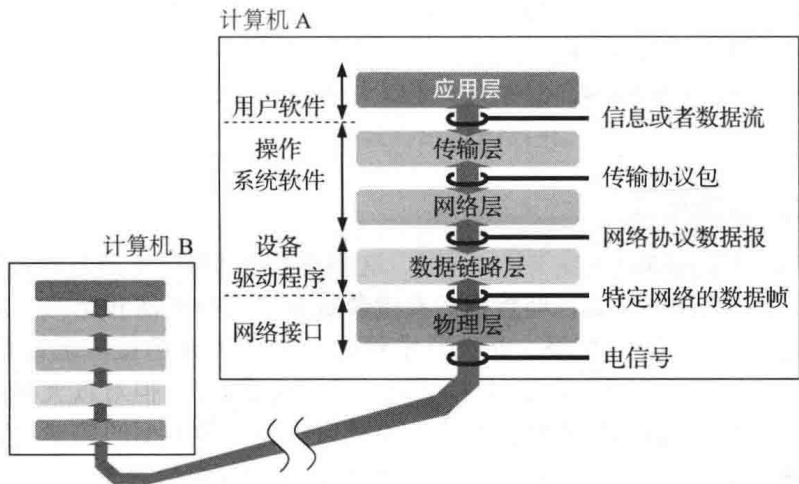 计算机 A
应用层
用户软件
信息或者数据流
操作
系统软件
传输层
传输协议包
网络层
网络协议数据报
计算机 B
设备
驱动程序
数据链路层
特定网络的数据帧
网络接口
物理层
电信号